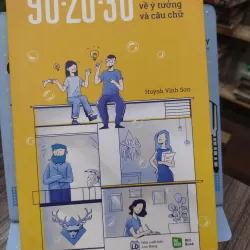 90-20-30
về ý tưởng
và câu chữ
Huỳnh Vĩnh Sơn